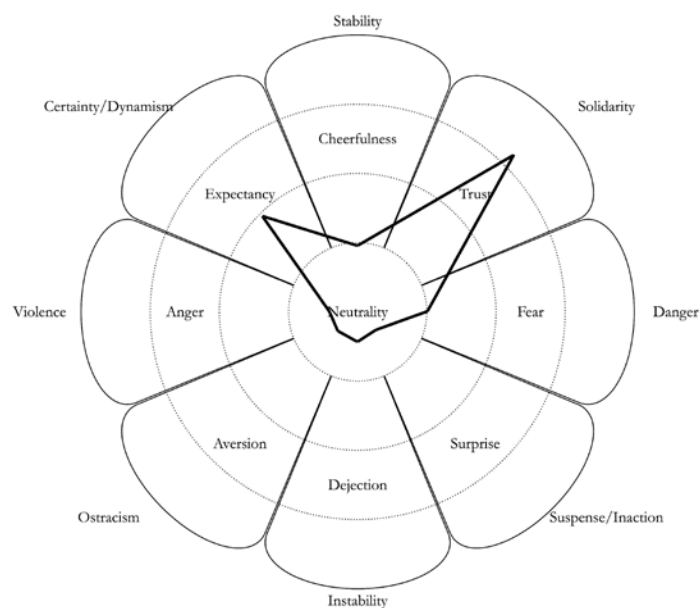 Stability
Certainty/Dynamism
Solidarity
Cheerfulness
Expectancy
Trust
Violence
Anger
Neutrality
Fear
Danger
Aversion
Surprise
Dejection
Ostracism
Suspense/Inaction
Instability